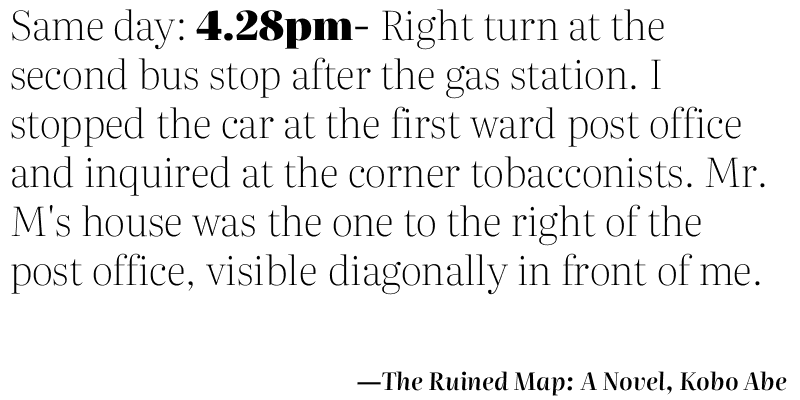 Same day: 4.28pm- Right turn at the
second bus stop after the gas station. I
stopped the car at the first ward post office
and inquired at the corner tobacconists. Mr.
M's house was the one to the right of the
post office, visible diagonally in front of me.
—The Ruined Map: A Novel, Kobo Abe